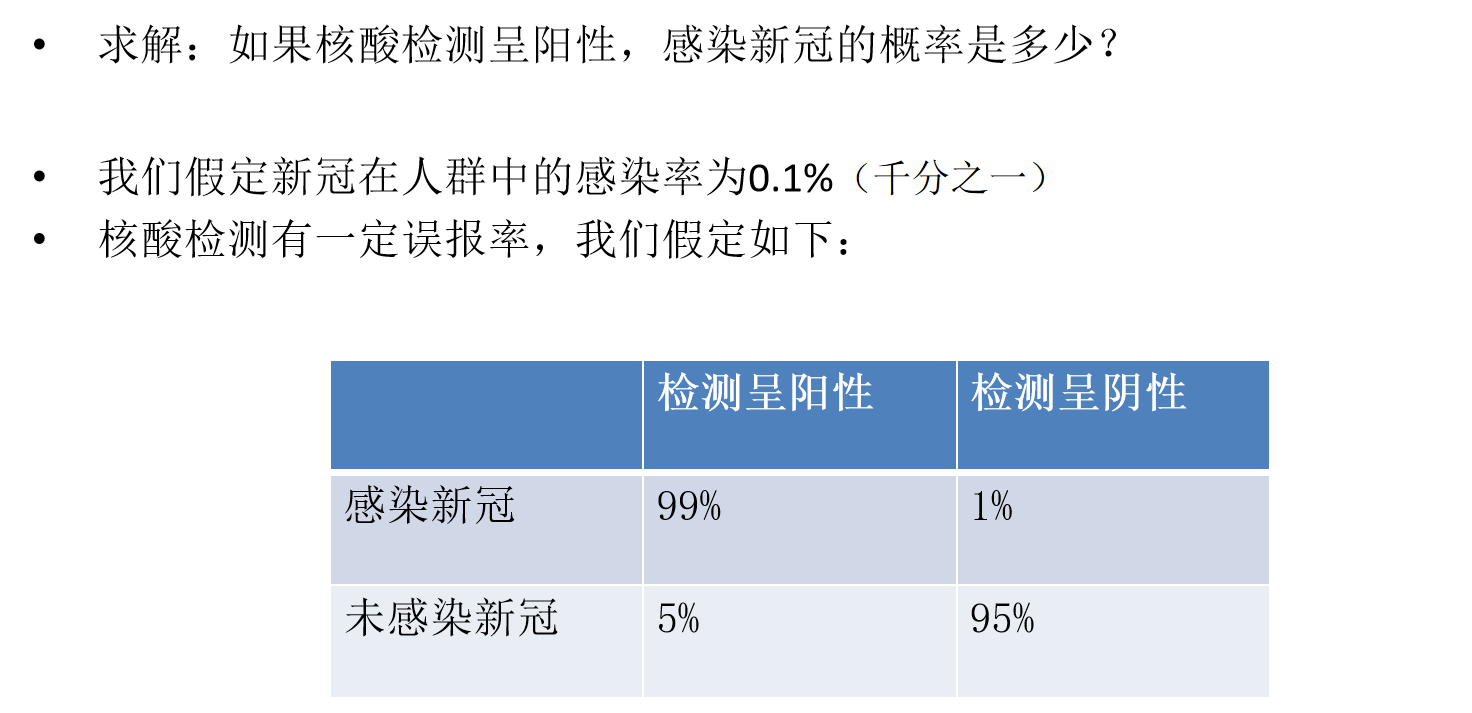 • 求解：如果核酸检测呈阳性，感染新冠的概率是多少？
• 我们假定新冠在人群中的感染率为0.1%（千分之一）
• 核酸检测有一定误报率，我们假定如下：
检测呈阳性 检测呈阴性
感染新冠 99% 1%
未感染新冠 5% 95%